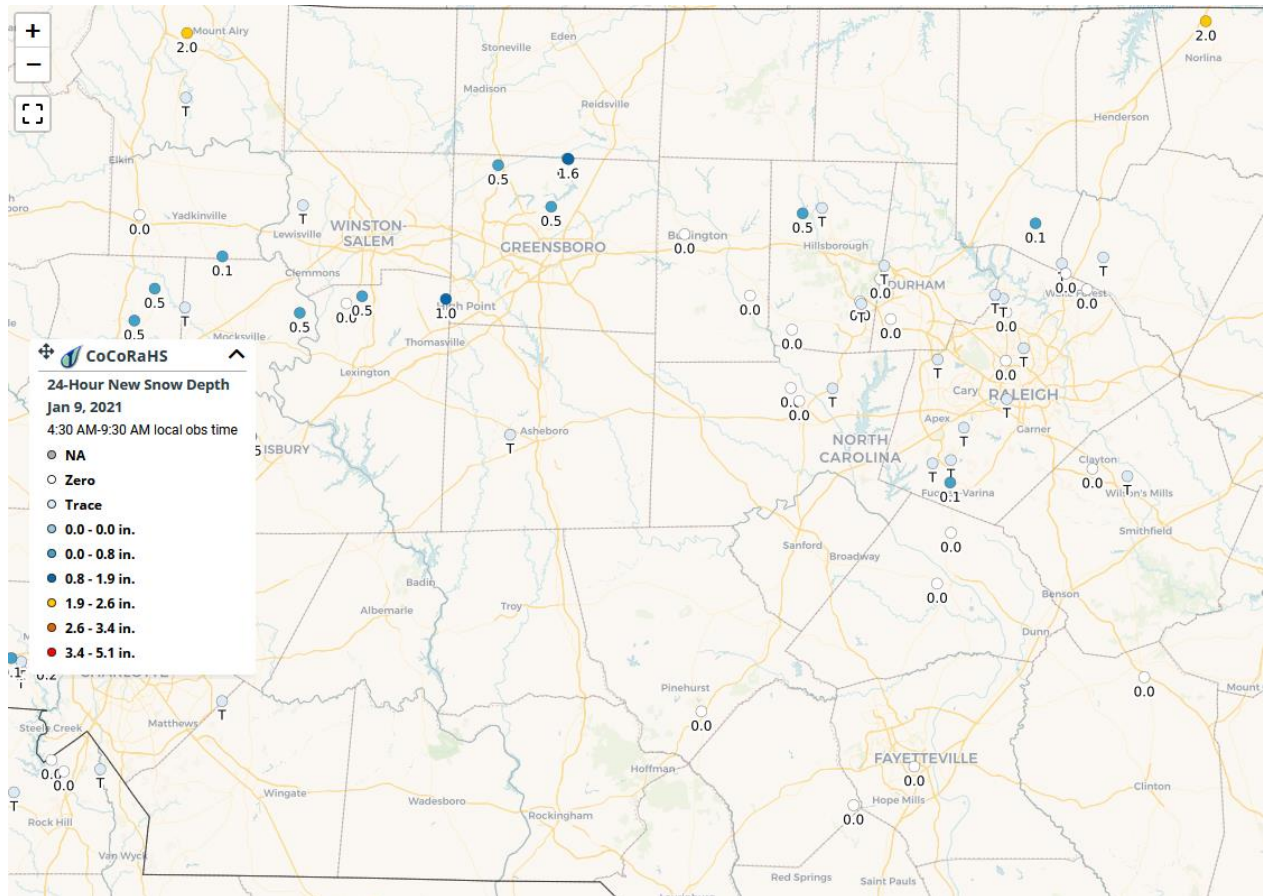 +
−
Mount Airy
2.0
T
Eden
Stoneville
Madison
Reidsville
2.0
Norlina
Henderson
Elkin
0.5
1.6
Yadkinville
0.0
T
Lewisville
WINSTON-
SALEM
0.5
GREENSBORO
Burlington
0.0
0.5
T
Hillsborough
0.1
0.1
Clemmons
0.5
T
Mocksville
0.5
0.0
0.5
High Point
1.0
0.5
Thomasville
Lexington
0.0
0.0
T
0.0
DURHAM
0.0
T
0.0
T
T
0.0
T
0.0
Wake Forest
0.0
T
T
0.0
T
Cary
RALEIGH
T
Apex
Garner
T
0.0
T
Asheboro
T
NORTH
CAROLINA
T
T
Fuquay-Varina
0.1
Clayton
0.0
T
Wilson's Mills
Smithfield
CoCoRaHS
24-Hour New Snow Depth
Jan 9, 2021
4:30 AM-9:30 AM local obs time
NA
Zero
Trace
0.0 - 0.0 in.
0.0 - 0.8 in.
0.8 - 1.9 in.
1.9 - 2.6 in.
2.6 - 3.4 in.
3.4 - 5.1 in.
ISBURY
Sanford
Broadway
0.0
0.0
Benson
Dunn
Badin
Albemarle
Troy
0.2
CHARLOTTE
T
Matthews
Steele Creek
0.0
T
T
Rock Hill
Van Wyck
Wingate
Wadesboro
Pinehurst
0.0
Hoffman
Rockingham
FAYETTEVILLE
0.0
Hope Mills
0.0
Red Springs
Saint Pauls
0.0
Mount
Clinton